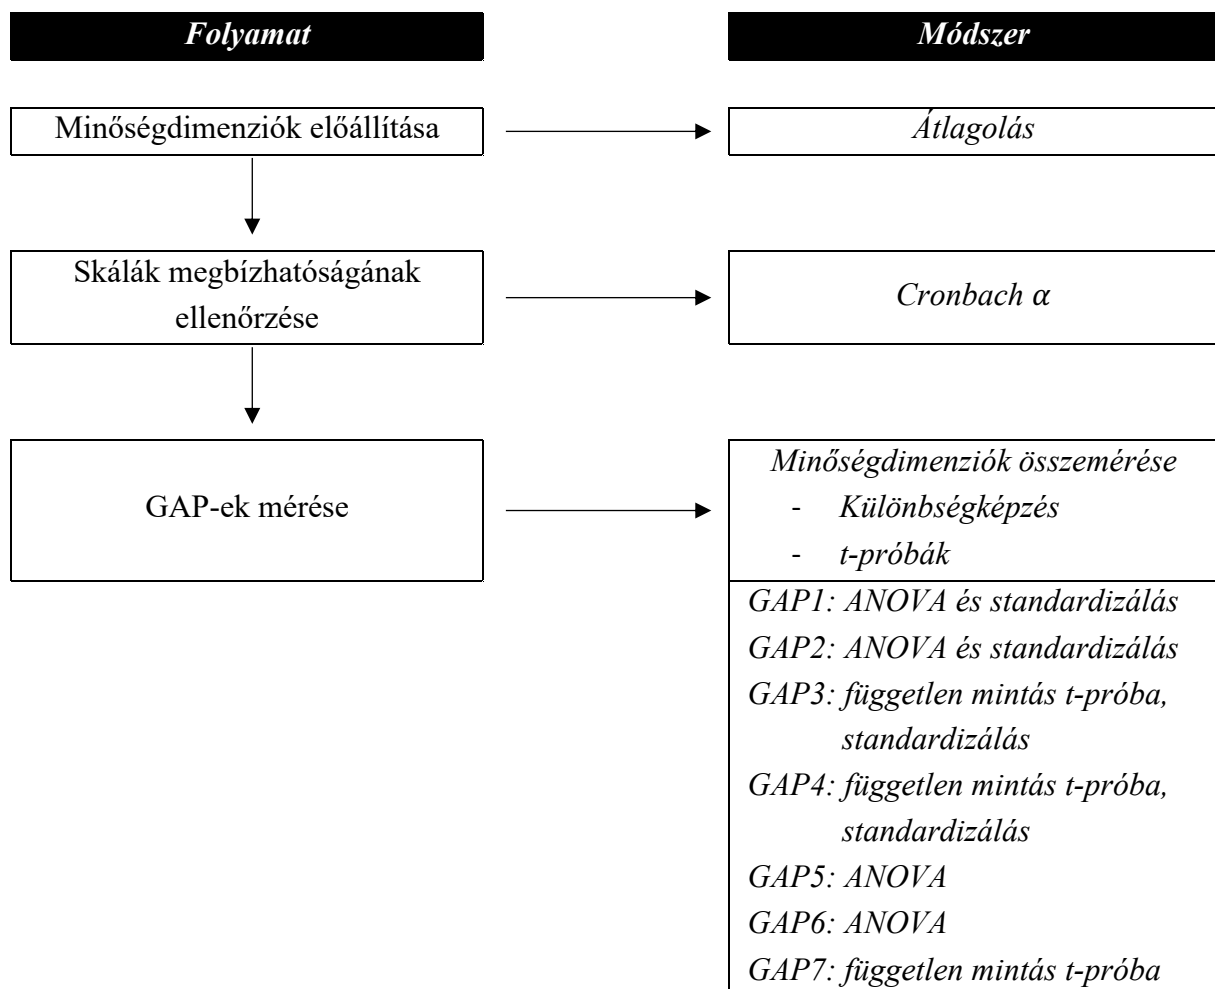 Folyamat
Módszer
Minőségdimenziók előállítása
Átlagolás
Skálák megbízhatóságának
ellenőrzése
Cronbach α
GAP-ek mérése
Minőségdimenziók összemérése
- Különbségképzés
- t-próbák
GAP1: ANOVA és standardizálás
GAP2: ANOVA és standardizálás
GAP3: független mintás t-próba,
standardizálás
GAP4: független mintás t-próba,
standardizálás
GAP5: ANOVA
GAP6: ANOVA
GAP7: független mintás t-próba